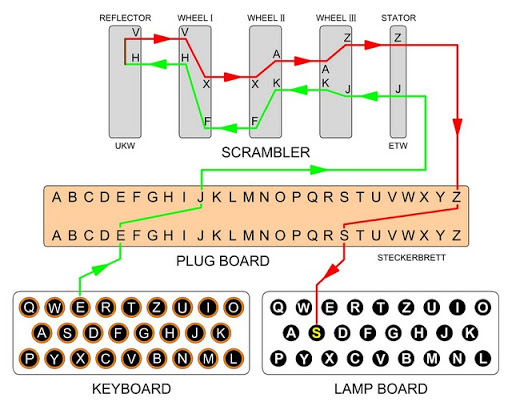 REFLECTOR WHEEL I WHEEL II WHEEL III STATOR
V V Z Z
H H A A
X X K J J
F F
UKW SCRAMBLER ETW
A B C D E F G H I J K L M N O P Q R S T U V W X Y Z
A B C D E F G H I J K L M N O P Q R S T U V W X Y Z
PLUG BOARD STECKERBRETT
Q W E R T Z U I O Q W E R T Z U I O
A S D F G H J K A S D F G H J K
P Y X C V B N M L P Y X C V B M N L
KEYBOARD LAMP BOARD